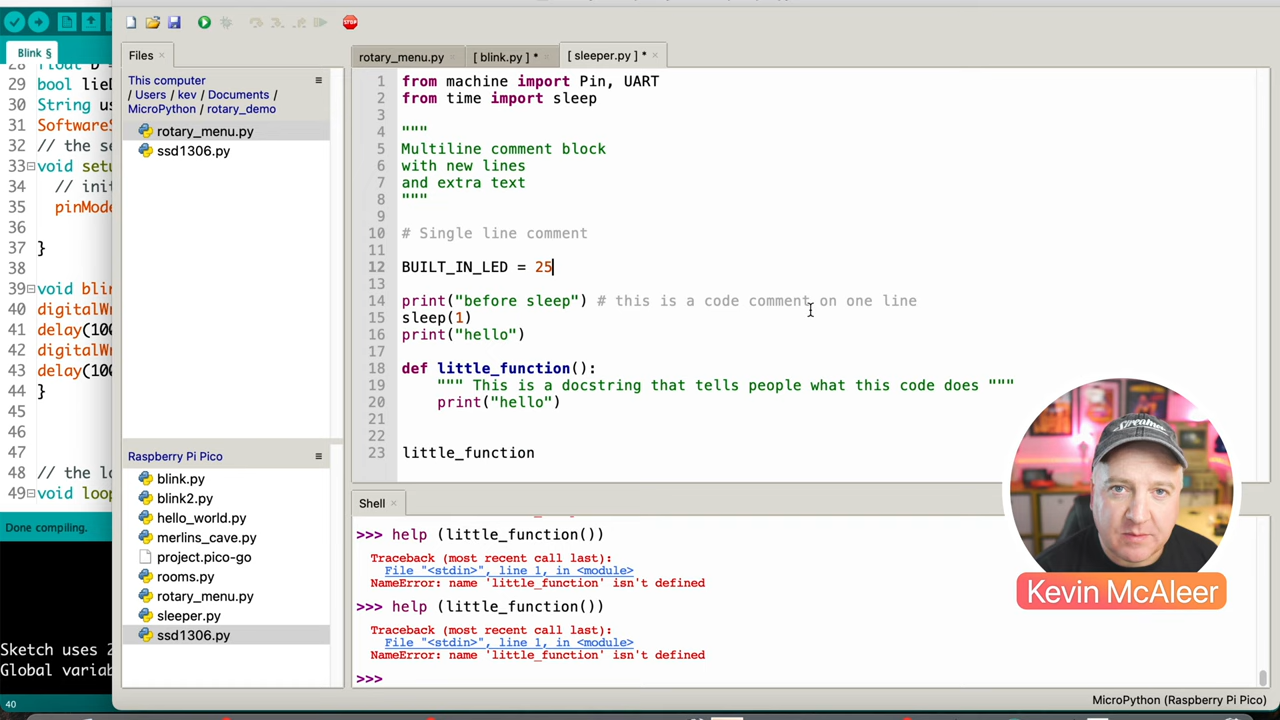 Blink §
29 bool lieD
30 String us
31 SoftwareS
32 // the se
33 void setu
34 // init
35 pinMode
36
37 }
38
39 void blin
40 digitalWr
41 delay(100
42 digitalWr
43 delay(100
44 }
45
46
47
48 // the lo
49 void loop
Done compiling.
Sketch uses 2
Global variab
40
Files
This computer
/ Users / kev / Documents /
MicroPython / rotary_demo
rotary_menu.py
ssd1306.py
Raspberry Pi Pico
blink.py
blink2.py
hello_world.py
merlins_cave.py
project.pico-go
rooms.py
rotary_menu.py
sleeper.py
ssd1306.py
STOP
rotary_menu.py [ blink.py ] * [ sleeper.py ] *
1 from machine import Pin, UART
2 from time import sleep
3
4 """
5 Multiline comment block
6 with new lines
7 and extra text
8 """
9
10 # Single line comment
11
12 BUILT_IN_LED = 25
13
14 print("before sleep") # this is a code comment on one line
15 sleep(1)
16 print("hello")
17
18 def little_function():
19 """ This is a docstring that tells people what this code does """
20 print("hello")
21
22
23 little_function
Shell
>>> help (little_function())
Traceback (most recent call last):
File "<stdin>", line 1, in <module>
NameError: name 'little_function' isn't defined
>>> help (little_function())
Traceback (most recent call last):
File "<stdin>", line 1, in <module>
NameError: name 'little_function' isn't defined
>>>
Kevin McAleer
MicroPython (Raspberry Pi Pico)